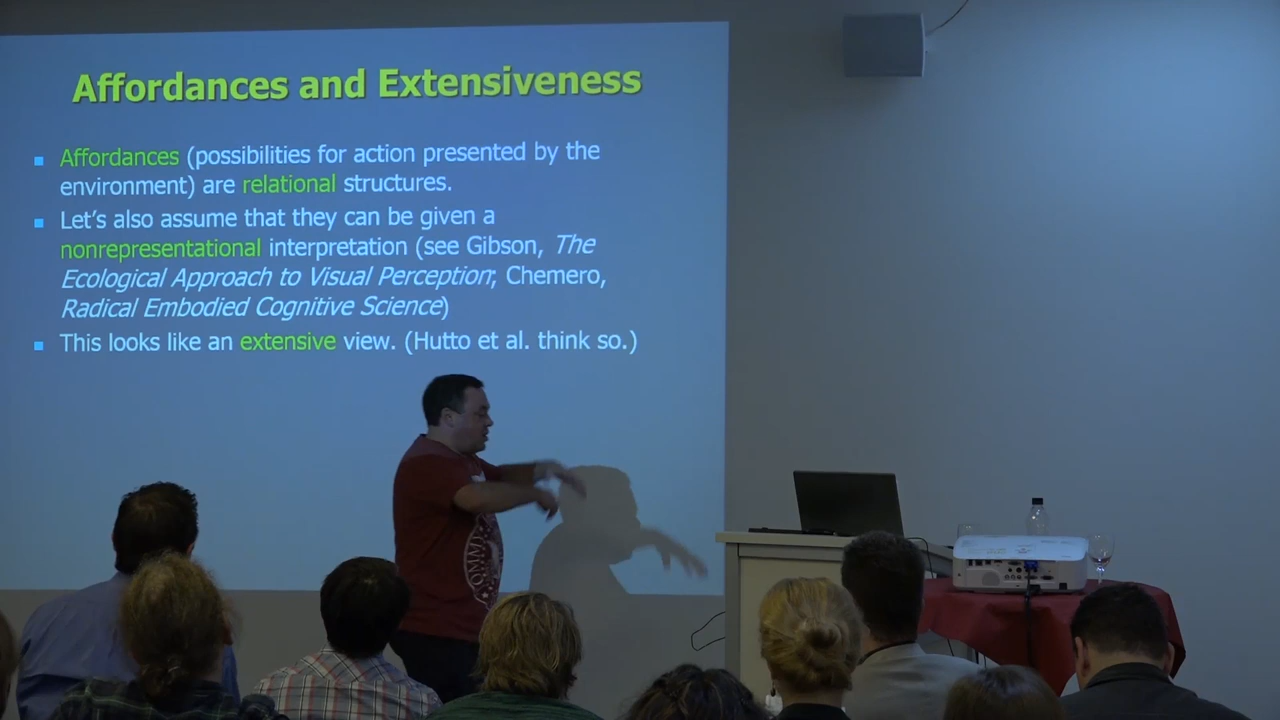 Affordances and Extensiveness
▪ Affordances (possibilities for action presented by the
environment) are relational structures.
▪ Let's also assume that they can be given a
nonrepresentational interpretation (see Gibson, The
Ecological Approach to Visual Perception; Chemero,
Radical Embodied Cognitive Science)
▪ This looks like an extensive view. (Hutto et al. think so.)